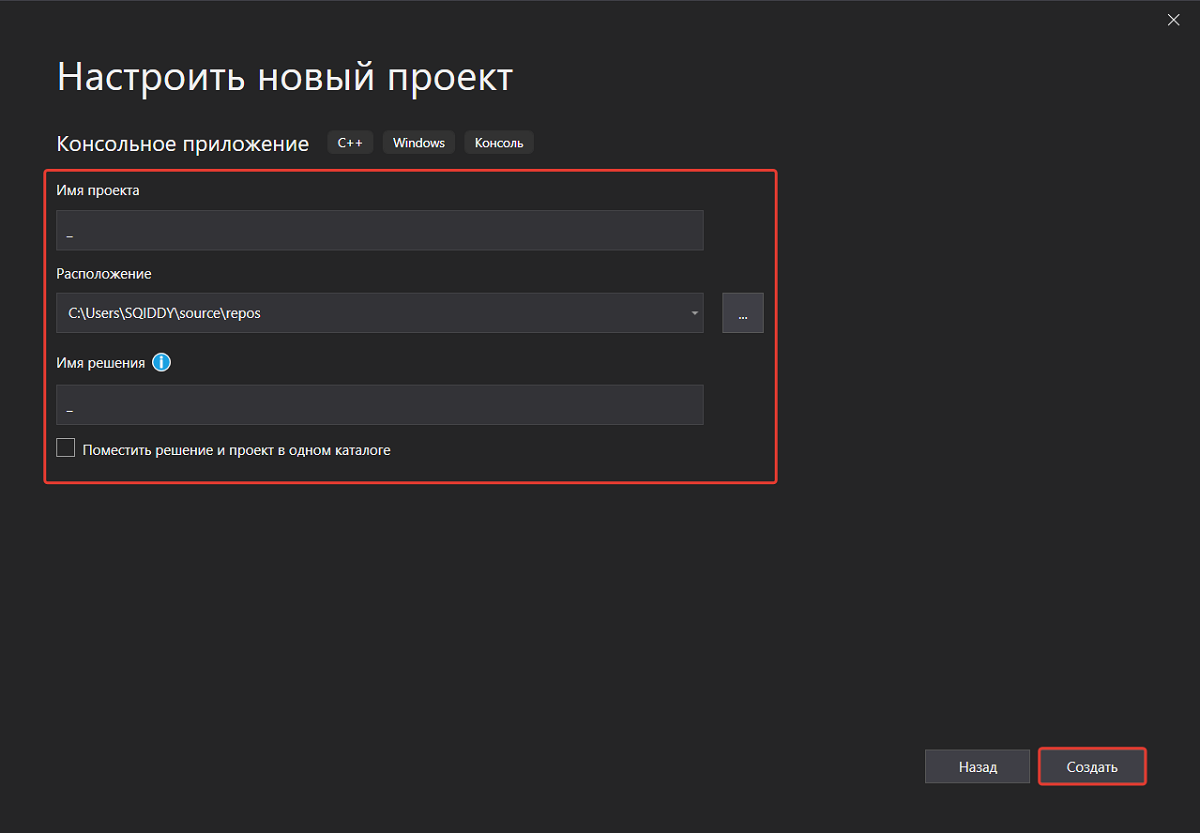 Настроить новый проект
Консольное приложение C++ Windows Консоль
Имя проекта
_
Расположение
C:\Users\SQIDDY\source\repos ...
Имя решения
_
Поместить решение и проект в одном каталоге
Назад Создать